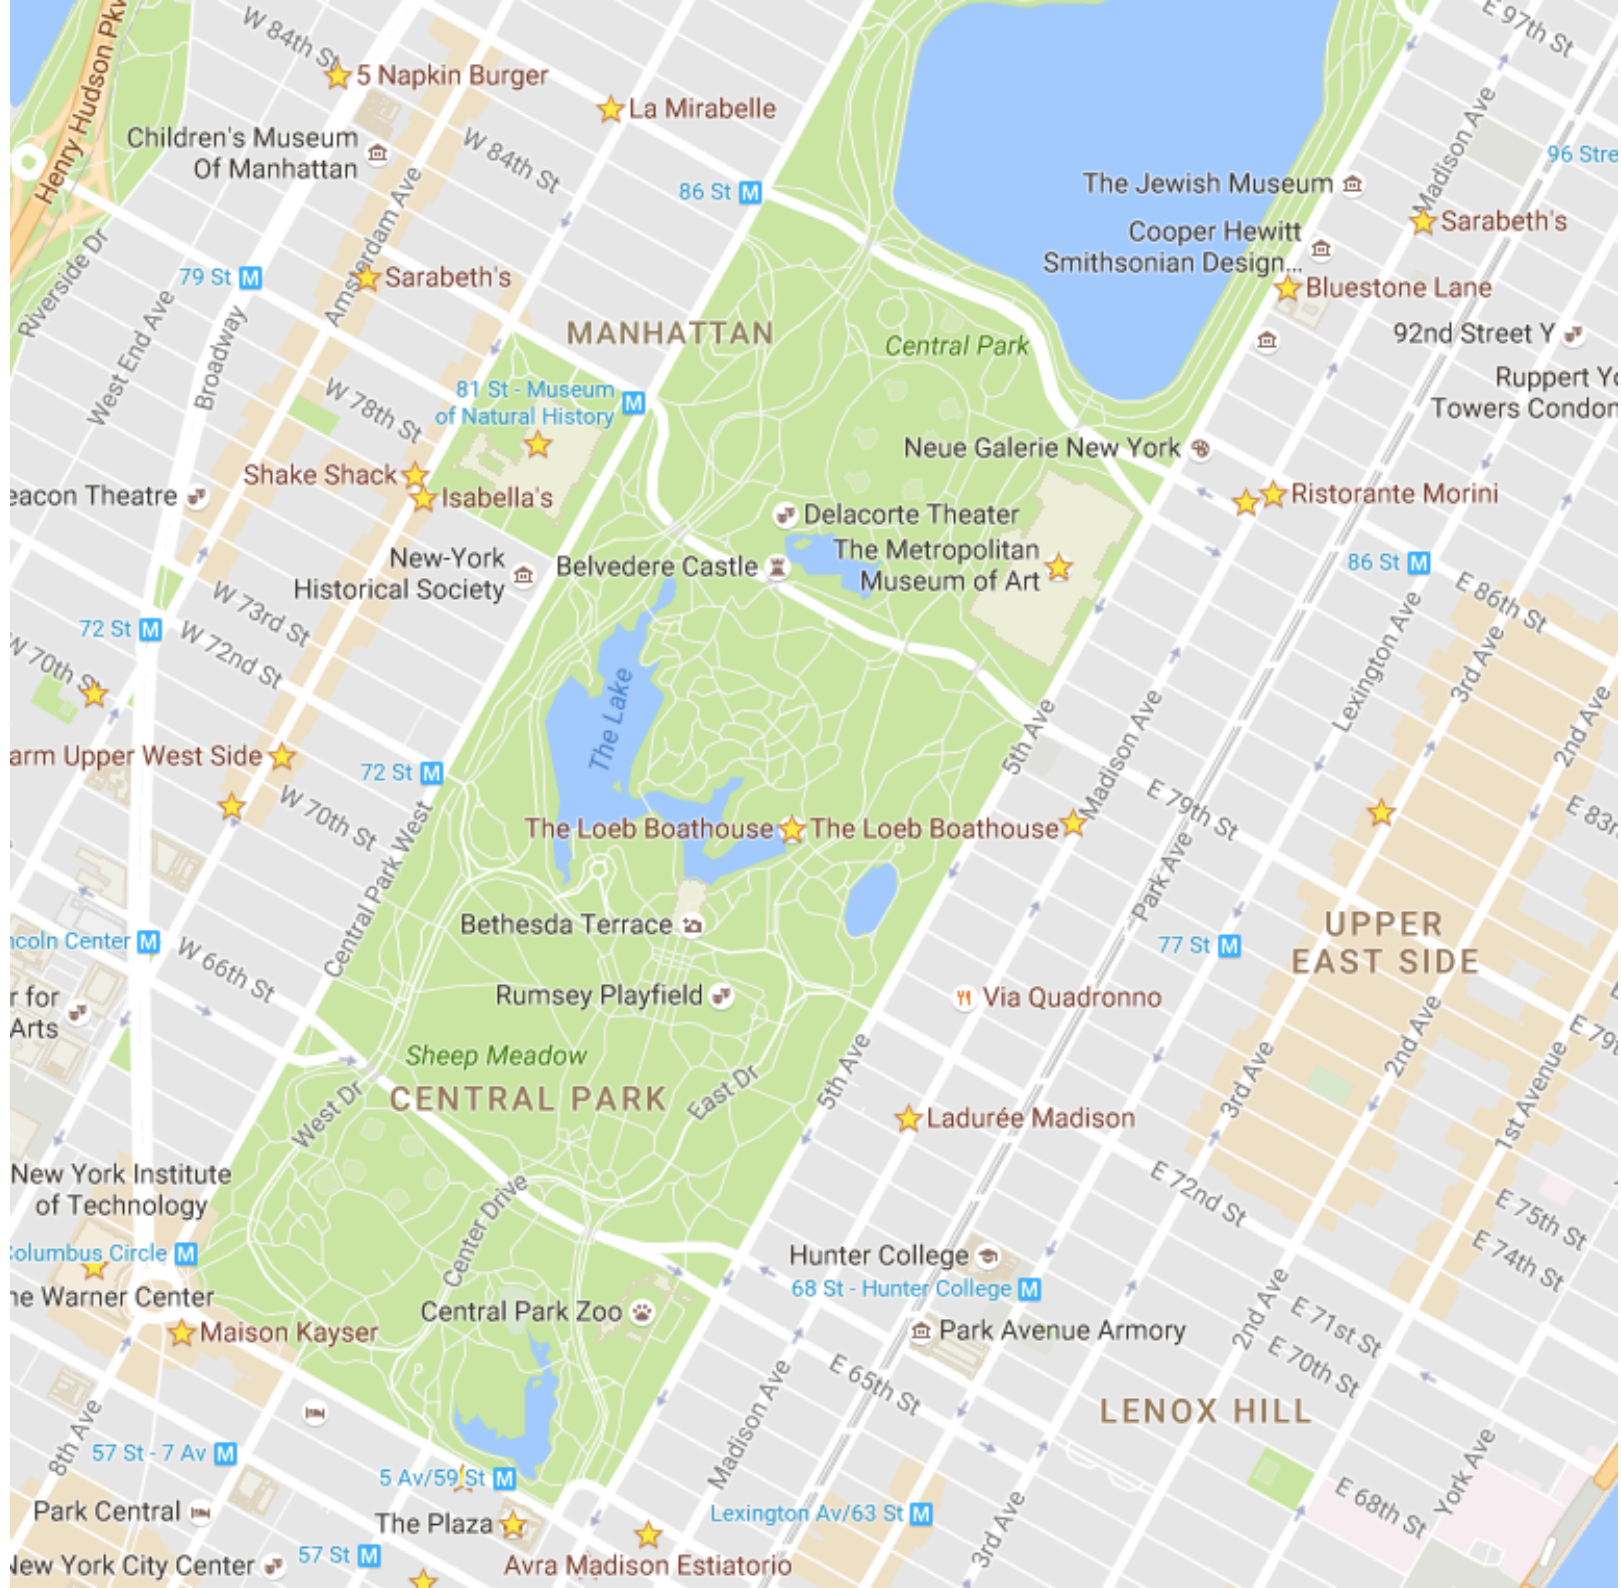 W 84th St
5 Napkin Burger
La Mirabelle
E 97th St
Henry Hudson Pkwy
Children's Museum
Of Manhattan
W 84th St
Madison Ave
96 Stre
86 St
The Jewish Museum
Sarabeth's
Cooper Hewitt
Smithsonian Design...
Riverside Dr
79 St
Amsterdam Ave
Sarabeth's
Bluestone Lane
West End Ave
Broadway
MANHATTAN
Central Park
92nd Street Y
81 St - Museum
of Natural History
Ruppert Yo
Towers Condon
W 78th St
Neue Galerie New York
Shake Shack
eacon Theatre
Isabella's
Delacorte Theater
Ristorante Morini
New-York
Historical Society
Belvedere Castle
The Metropolitan
Museum of Art
86 St
E 86th St
W 73rd St
72 St
W 72nd St
W 70th St
The Lake
Lexington Ave
3rd Ave
2nd Ave
5th Ave
Madison Ave
arm Upper West Side
72 St
W 70th St
E 79th St
E 83r
The Loeb Boathouse
The Loeb Boathouse
Park Ave
Central Park West
Bethesda Terrace
ncoln Center
W 66th St
77 St
UPPER
EAST SIDE
r for
Arts
Rumsey Playfield
Via Quadronno
2nd Ave
E 79t
Sheep Meadow
CENTRAL PARK
West Dr
East Dr
5th Ave
3rd Ave
1st Avenue
Ladurée Madison
New York Institute
of Technology
Center Drive
E 72nd St
E 75th St
E 74th St
Columbus Circle
Hunter College
68 St - Hunter College
ne Warner Center
Central Park Zoo
2nd Ave
E 71st St
E 70th St
Maison Kayser
Park Avenue Armory
E 65th St
LENOX HILL
8th Ave
Madison Ave
57 St - 7 Av
5 Av/59 St
York Ave
E 68th St
Park Central
The Plaza
Lexington Av/63 St
3rd Ave
New York City Center
57 St
Avra Madison Estiatorio